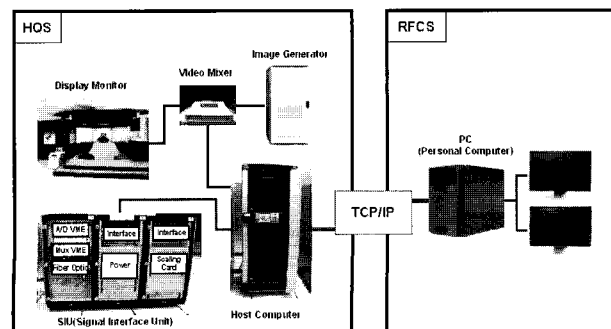 HQS
RFCS
Image Generator
Video Mixer
Display Monitor
PC
(Personal Computer)
TCP/IP
A/D VME
Interface
Interface
Mux VME
Fiber Optic
Power
Scaling
Card
SIU(Signal Interface Unit)
Host Computer